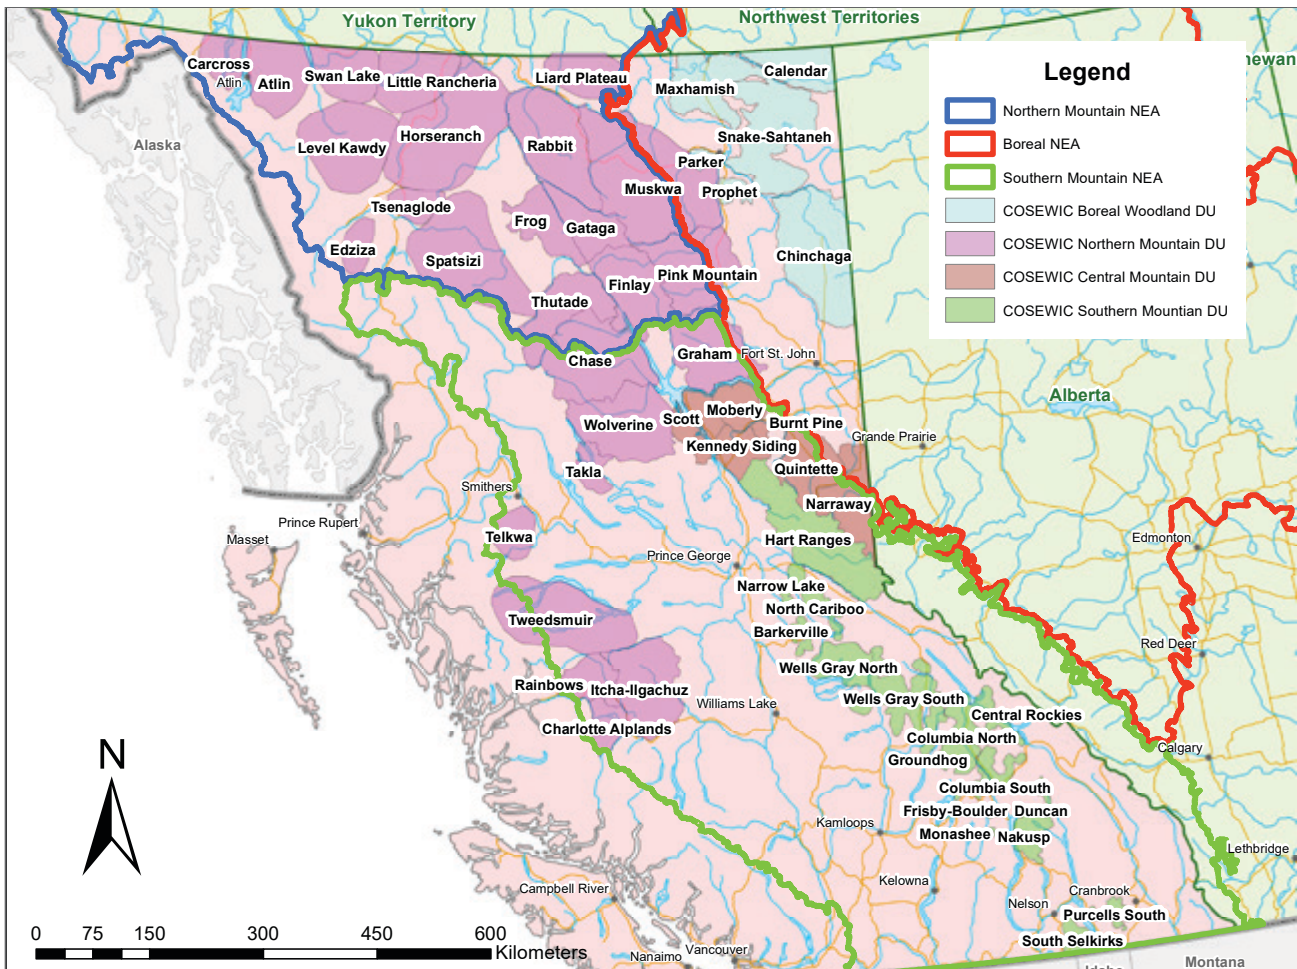 Yukon Territory
Northwest Territories
newan
Carcross
Atlin
Atlin
Swan Lake
Little Rancheria
Liard Plateau
Maxhamish
Calendar
Alaska
Level Kawdy
Horseranch
Rabbit
Snake-Sahtaneh
Parker
Muskwa
Prophet
Tsenaglode
Frog
Gataga
Edziza
Spatsizi
Chinchaga
Pink Mountain
Finlay
Thutade
Chase
Graham
Fort St. John
Alberta
Moberly
Scott
Burnt Pine
Wolverine
Kennedy Siding
Grande Prairie
Takla
Quintette
Smithers
Narraway
Prince Rupert
Masset
Telkwa
Hart Ranges
Edmonton
Prince George
Narrow Lake
North Cariboo
Tweedsmuir
Barkerville
Red Deer
Wells Gray North
Rainbows
Itcha-Ilgachuz
Wells Gray South
Williams Lake
Central Rockies
Charlotte Alplands
Columbia North
Calgary
Groundhog
Columbia South
Frisby-Boulder
Duncan
Kamloops
Monashee
Nakusp
Lethbridge
Campbell River
Kelowna
Cranbrook
Nelson
Purcells South
South Selkirks
Nanaimo
Vancouver
Idaho
Montana
Legend
Northern Mountain NEA
Boreal NEA
Southern Mountain NEA
COSEWIC Boreal Woodland DU
COSEWIC Northern Mountain DU
COSEWIC Central Mountain DU
COSEWIC Southern Mountian DU
N
0 75 150 300 450 600
Kilometers